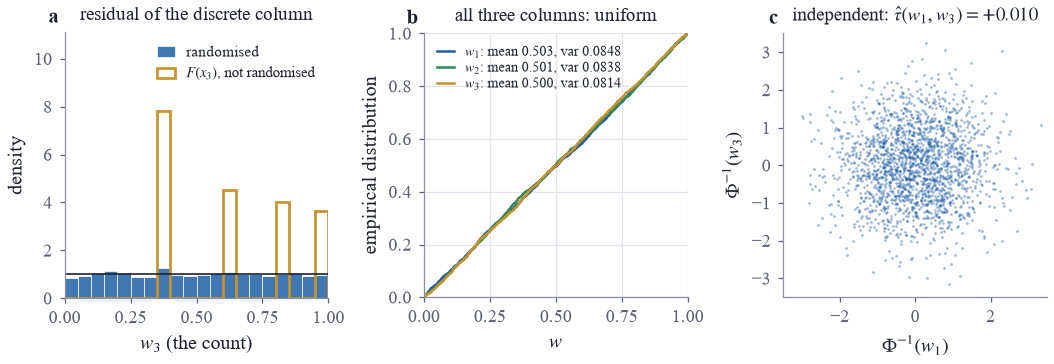 a residual of the discrete column
density
10
8
6
4
2
0
randomised
F(x₃), not randomised
0.00 0.25 0.50 0.75 1.00
w₃ (the count)
b all three columns: uniform
empirical distribution
1.0
0.8
0.6
0.4
0.2
0.0
w₁: mean 0.503, var 0.0848
w₂: mean 0.501, var 0.0838
w₃: mean 0.500, var 0.0814
0.00 0.25 0.50 0.75 1.00
w
c independent: τ̂(w₁, w₃) = +0.010
Φ⁻¹(w₃)
3
2
1
0
−1
−2
−3
−2 0 2
Φ⁻¹(w₁)